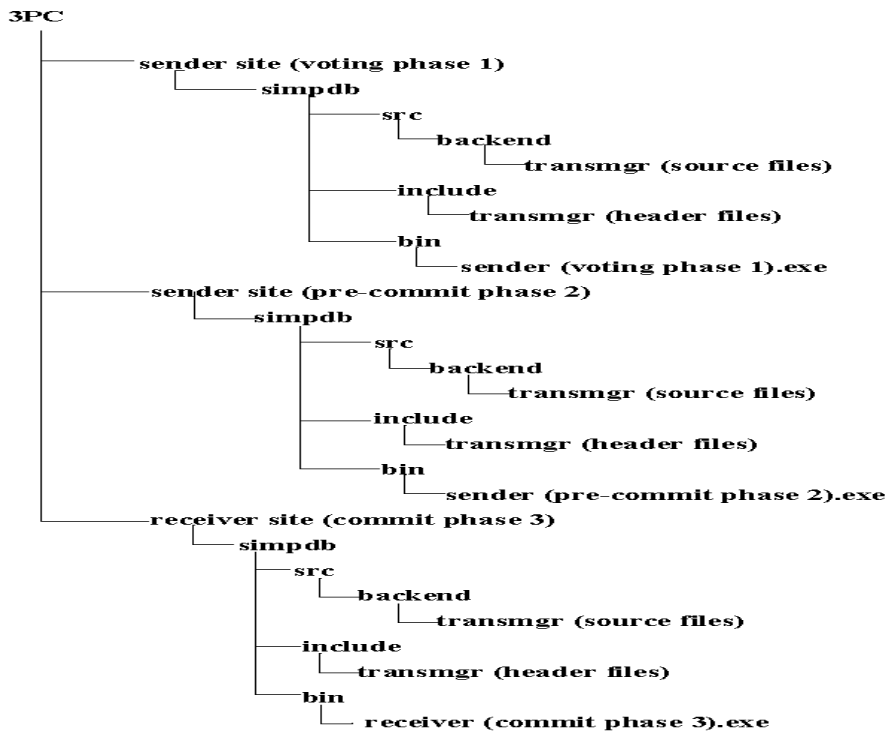 3PC
sender site (voting phase 1)
simpdb
src
backend
transmgr (source files)
include
transmgr (header files)
bin
sender (voting phase 1).exe
sender site (pre-commit phase 2)
simpdb
src
backend
transmgr (source files)
include
transmgr (header files)
bin
sender (pre-commit phase 2).exe
receiver site (commit phase 3)
simpdb
src
backend
transmgr (source files)
include
transmgr (header files)
bin
receiver (commit phase 3).exe